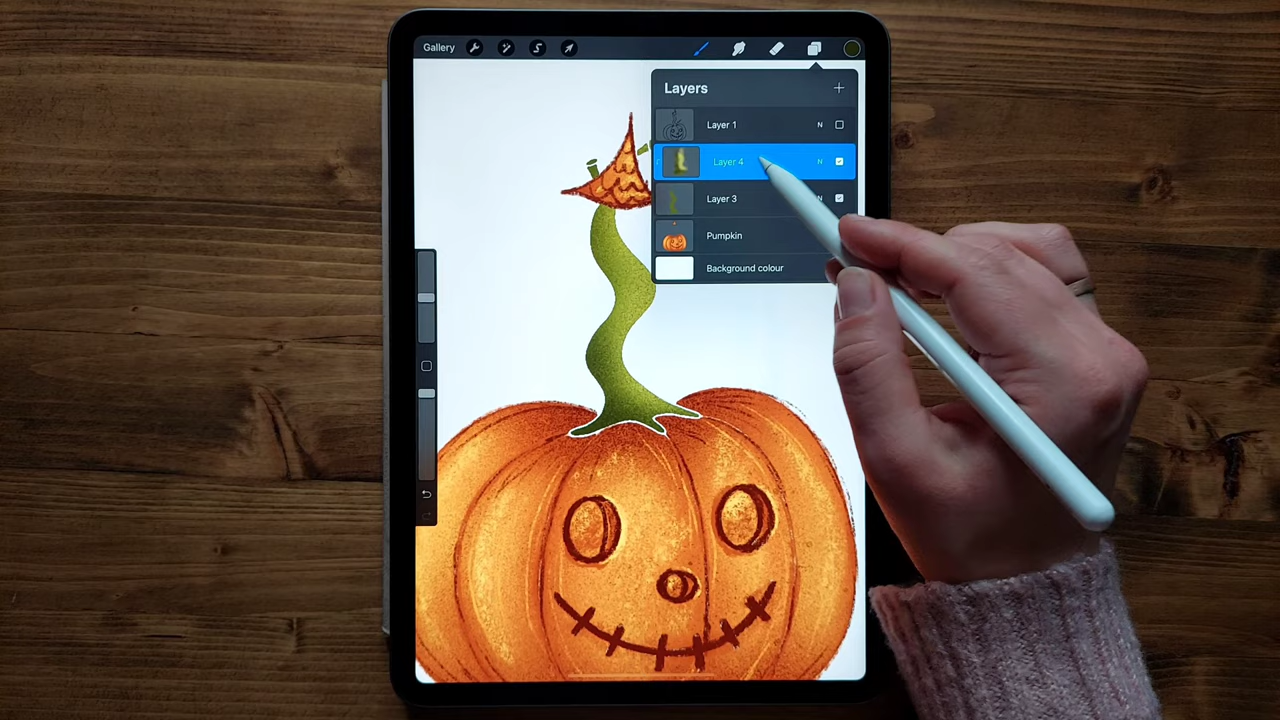 Gallery
Layers
Layer 1 N
Layer 4 N
Layer 3 N
Pumpkin
Background colour